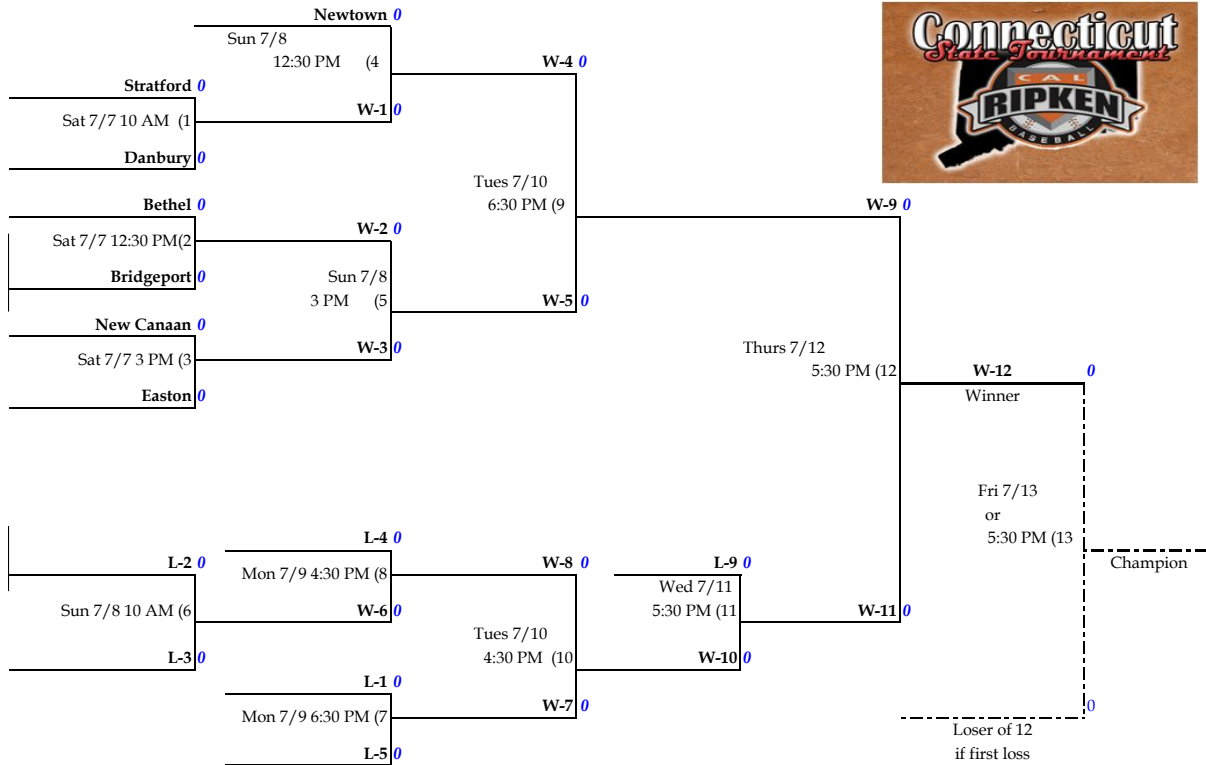 Newtown 0
Sun 7/8
12:30 PM (4
W-4 0
Stratford 0
Sat 7/7 10 AM (1
W-1 0
Danbury 0
Connecticut
State Tournament
CAL
RIPKEN
BASEBALL
Tues 7/10
6:30 PM (9
Bethel 0
W-9 0
W-2 0
Sat 7/7 12:30 PM(2
Bridgeport 0
Sun 7/8
3 PM (5
W-5 0
New Canaan 0
W-3 0
Sat 7/7 3 PM (3
Easton 0
Thurs 7/12
5:30 PM (12
W-12 0
Winner
Fri 7/13
or
5:30 PM (13
Champion
L-4 0
L-2 0
Mon 7/9 4:30 PM (8
W-8 0
L-9 0
Wed 7/11
5:30 PM (11
Sun 7/8 10 AM (6
W-6 0
W-11 0
Tues 7/10
4:30 PM (10
L-3 0
W-10 0
L-1 0
W-7 0
Mon 7/9 6:30 PM (7
L-5 0
0
Loser of 12
if first loss